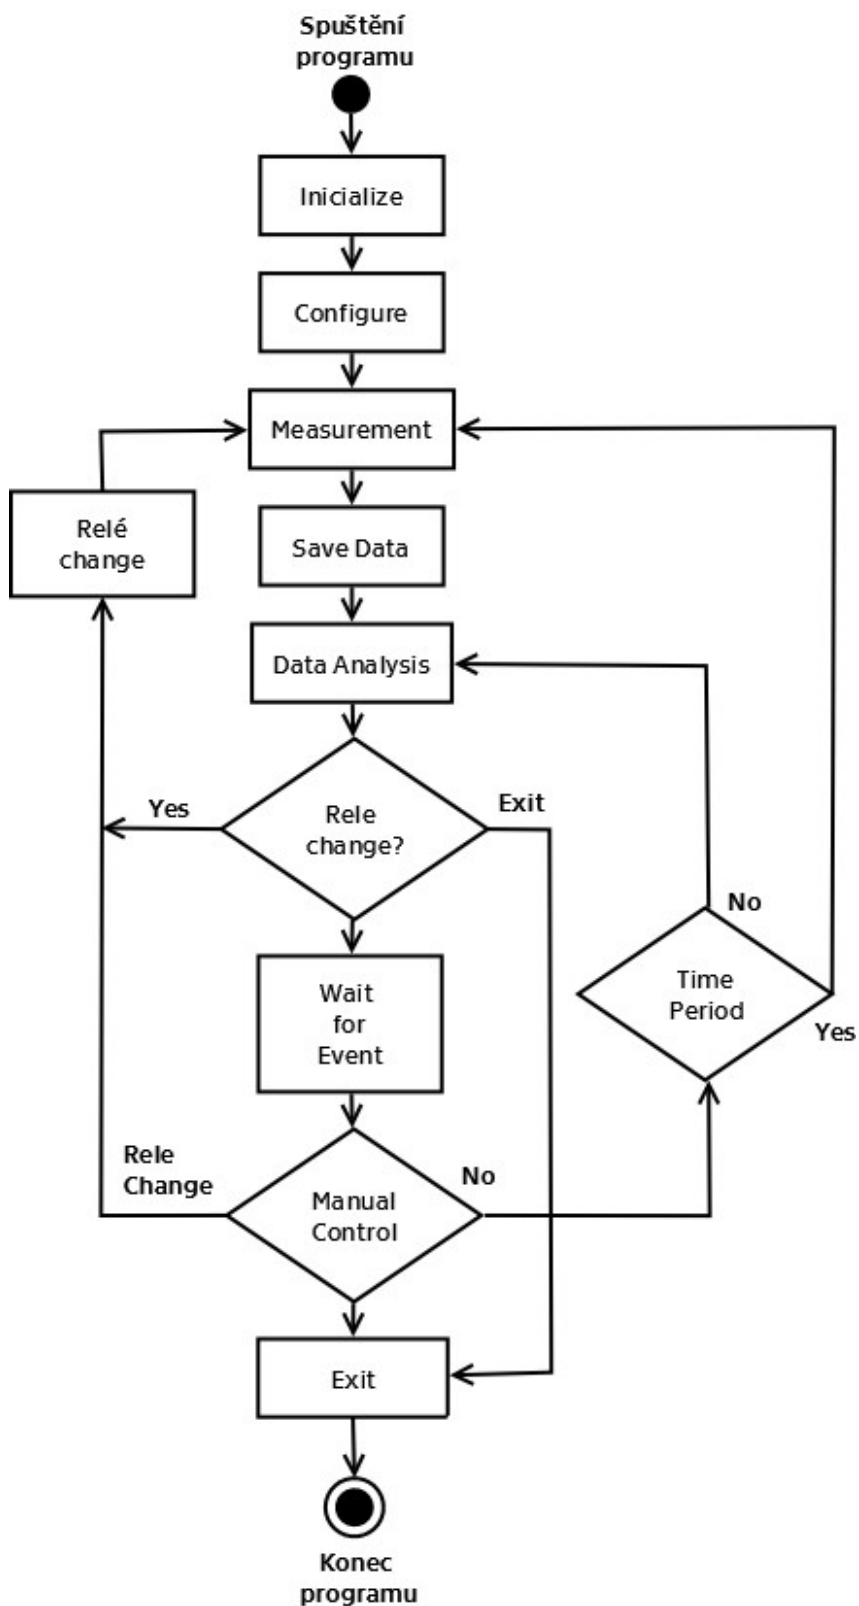 Spuštění
programu
Inicialize
Configure
Measurement
Relé
change
Save Data
Data Analysis
Yes
Rele
change?
Exit
No
Time
Period
Yes
Wait
for
Event
Rele
Change
Manual
Control
No
Exit
Konec
programu